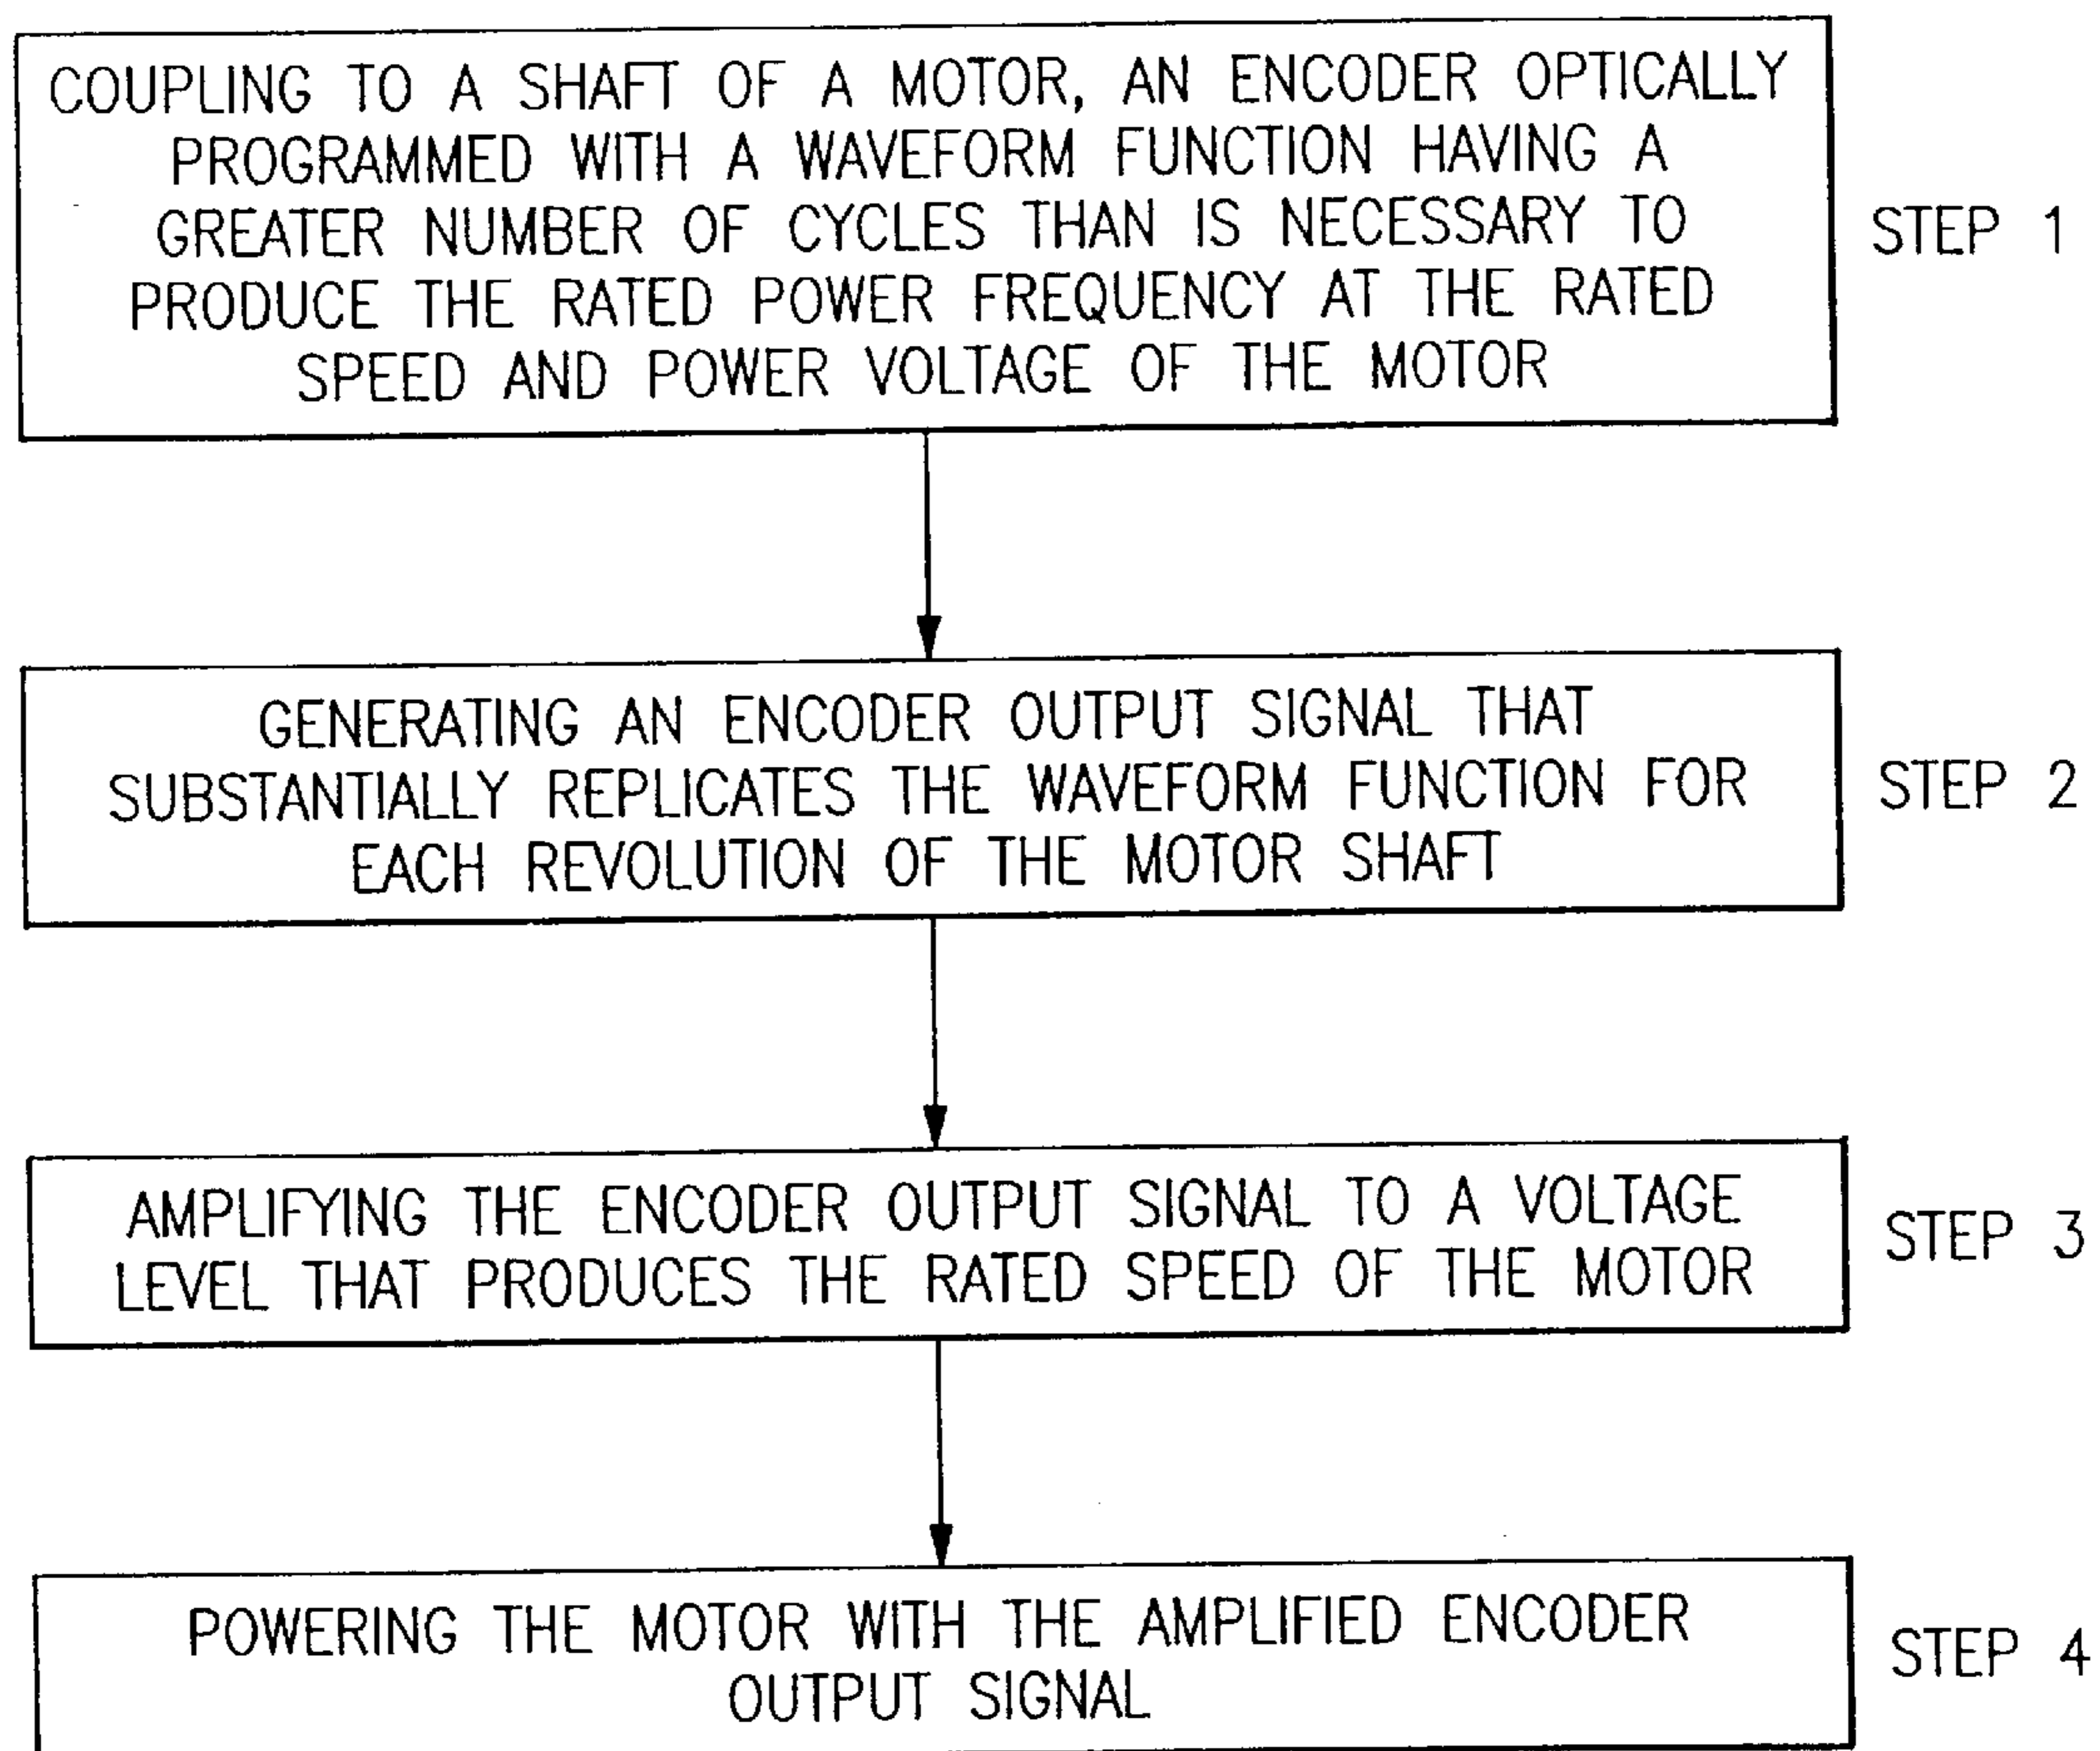 COUPLING TO A SHAFT OF A MOTOR, AN ENCODER OPTICALLY
PROGRAMMED WITH A WAVEFORM FUNCTION HAVING A
GREATER NUMBER OF CYCLES THAN IS NECESSARY TO
PRODUCE THE RATED POWER FREQUENCY AT THE RATED
SPEED AND POWER VOLTAGE OF THE MOTOR
STEP 1
GENERATING AN ENCODER OUTPUT SIGNAL THAT
SUBSTANTIALLY REPLICATES THE WAVEFORM FUNCTION FOR
EACH REVOLUTION OF THE MOTOR SHAFT
STEP 2
AMPLIFYING THE ENCODER OUTPUT SIGNAL TO A VOLTAGE
LEVEL THAT PRODUCES THE RATED SPEED OF THE MOTOR
STEP 3
POWERING THE MOTOR WITH THE AMPLIFIED ENCODER
OUTPUT SIGNAL
STEP 4